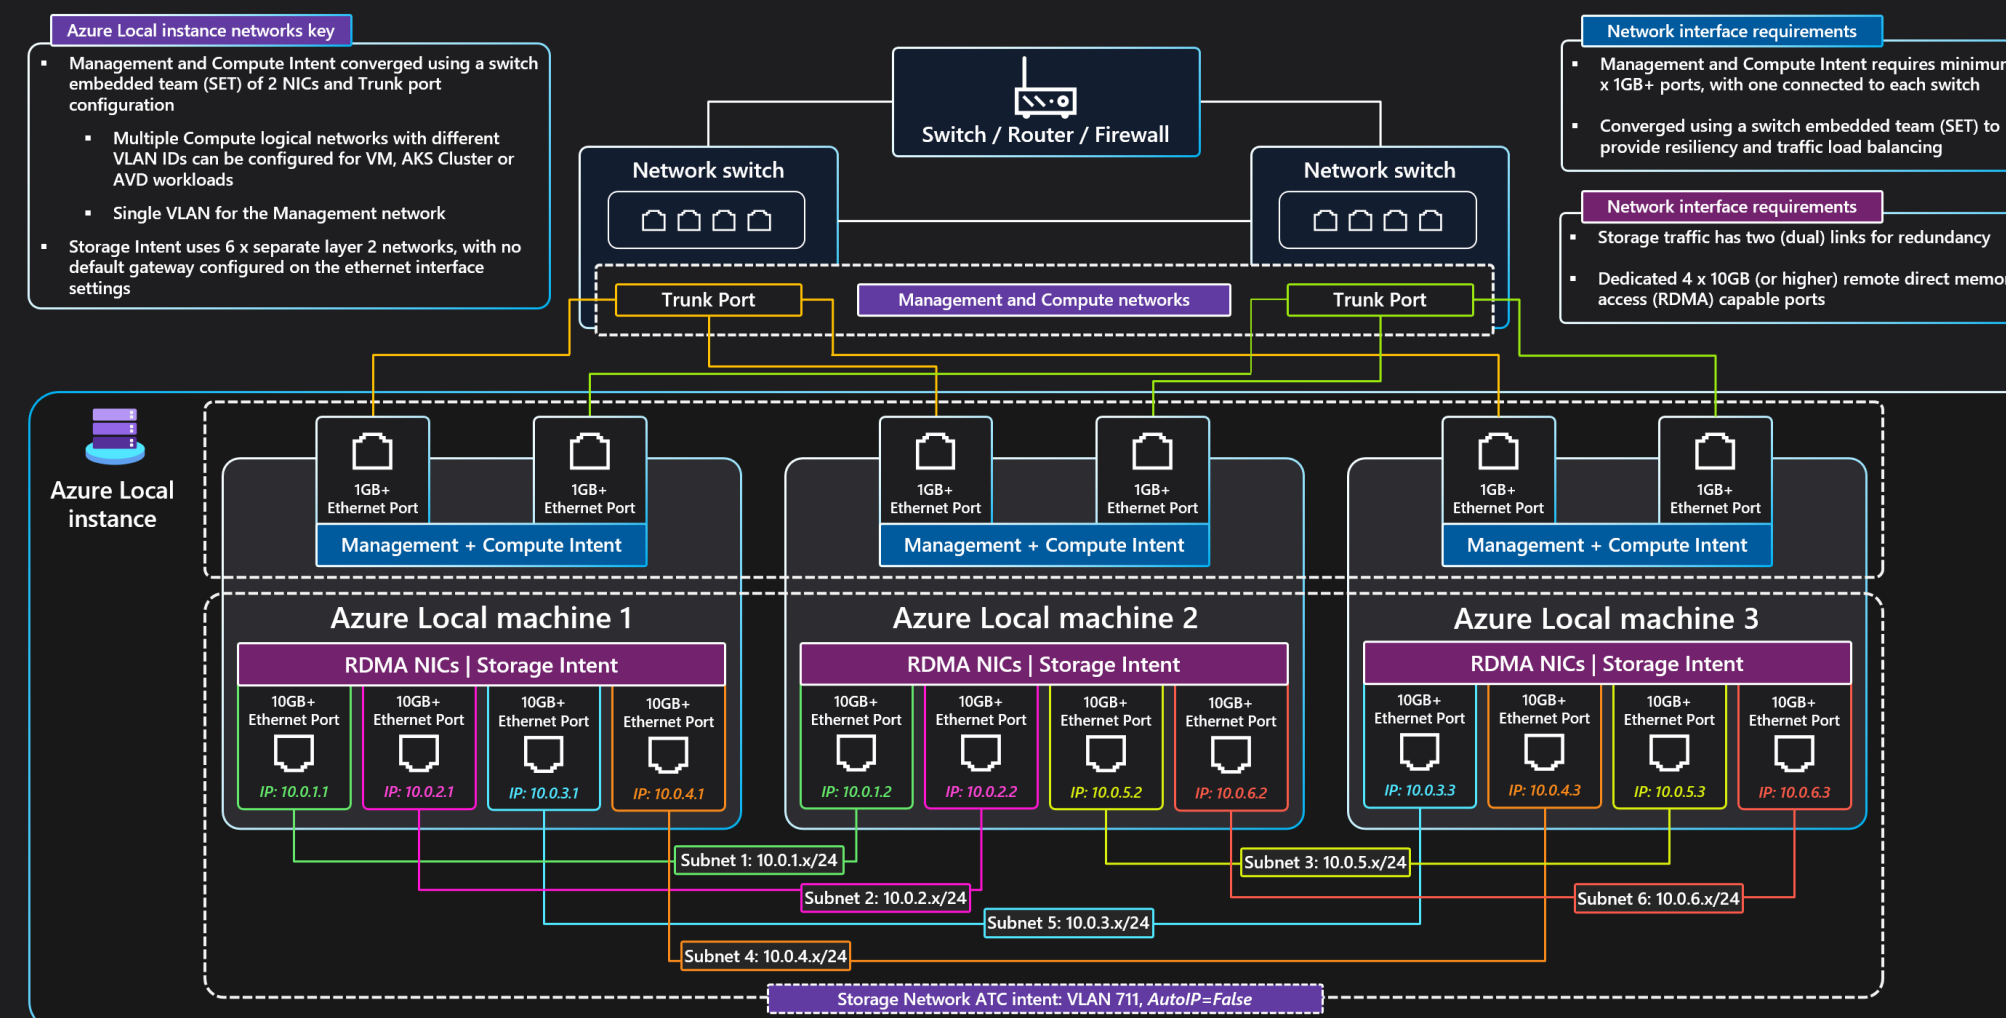 Azure Local instance networks key
Management and Compute Intent converged using a switch
embedded team (SET) of 2 NICs and Trunk port
configuration
Multiple Compute logical networks with different
VLAN IDs can be configured for VM, AKS Cluster or
AVD workloads
Single VLAN for the Management network
Storage Intent uses 6 x separate layer 2 networks, with no
default gateway configured on the ethernet interface
settings
Switch / Router / Firewall
Network switch
Network switch
Trunk Port
Management and Compute networks
Trunk Port
Network interface requirements
Management and Compute Intent requires minimum
x 1GB+ ports, with one connected to each switch
Converged using a switch embedded team (SET) to
provide resiliency and traffic load balancing
Network interface requirements
Storage traffic has two (dual) links for redundancy
Dedicated 4 x 10GB (or higher) remote direct memor
access (RDMA) capable ports
Azure Local
instance
1GB+
Ethernet Port
1GB+
Ethernet Port
Management + Compute Intent
1GB+
Ethernet Port
1GB+
Ethernet Port
Management + Compute Intent
1GB+
Ethernet Port
1GB+
Ethernet Port
Management + Compute Intent
Azure Local machine 1
RDMA NICs | Storage Intent
10GB+
Ethernet Port
IP: 10.0.1.1
10GB+
Ethernet Port
IP: 10.0.2.1
10GB+
Ethernet Port
IP: 10.0.3.1
10GB+
Ethernet Port
IP: 10.0.4.1
Azure Local machine 2
RDMA NICs | Storage Intent
10GB+
Ethernet Port
IP: 10.0.1.2
10GB+
Ethernet Port
IP: 10.0.2.2
10GB+
Ethernet Port
IP: 10.0.5.2
10GB+
Ethernet Port
IP: 10.0.6.2
Azure Local machine 3
RDMA NICs | Storage Intent
10GB+
Ethernet Port
IP: 10.0.3.3
10GB+
Ethernet Port
IP: 10.0.4.3
10GB+
Ethernet Port
IP: 10.0.5.3
10GB+
Ethernet Port
IP: 10.0.6.3
Subnet 1: 10.0.1.x/24
Subnet 3: 10.0.5.x/24
Subnet 2: 10.0.2.x/24
Subnet 6: 10.0.6.x/24
Subnet 5: 10.0.3.x/24
Subnet 4: 10.0.4.x/24
Storage Network ATC intent: VLAN 711, AutoIP=False